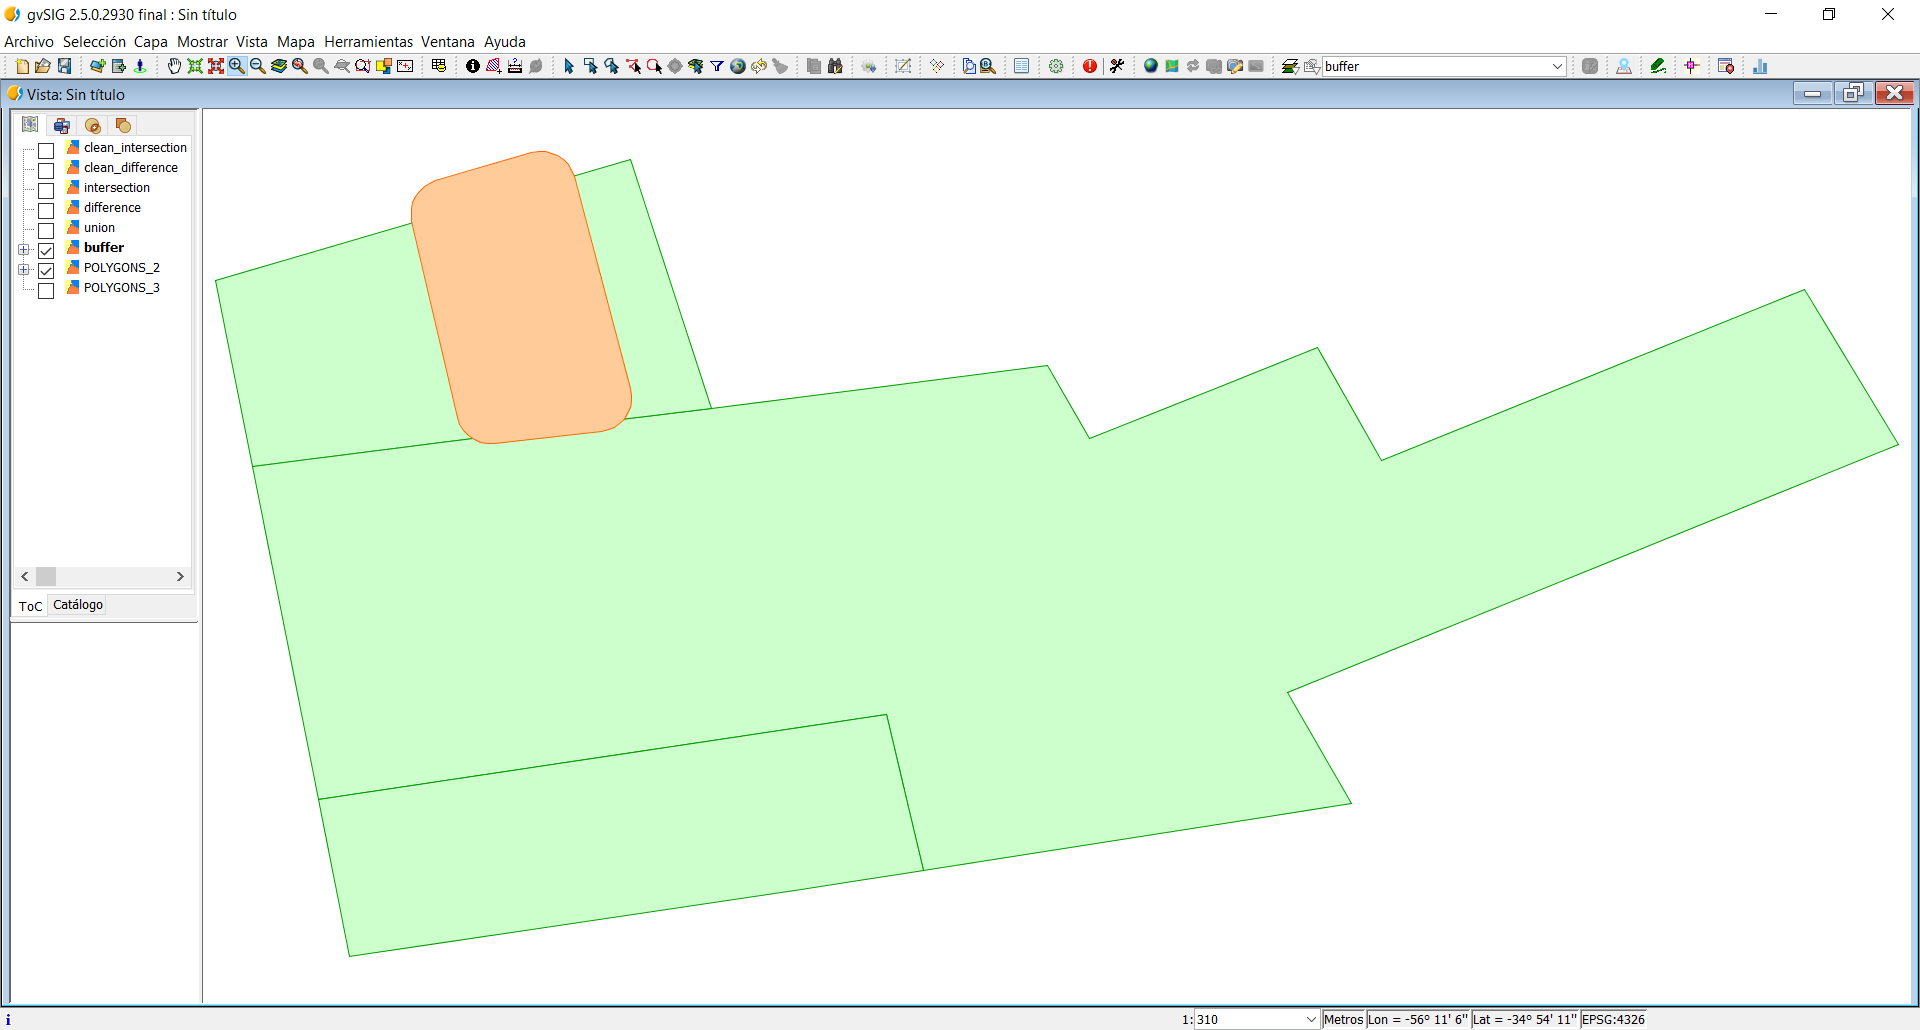 gvSIG 2.5.0.2930 final : Sin título
Archivo Selección Capa Mostrar Vista Mapa Herramientas Ventana Ayuda
buffer
Vista: Sin título
clean_intersection
clean_difference
intersection
difference
union
buffer
POLYGONS_2
POLYGONS_3
ToC Catálogo
1: 310 Metros Lon = -56º 11' 6" Lat = -34º 54' 11" EPSG:4326